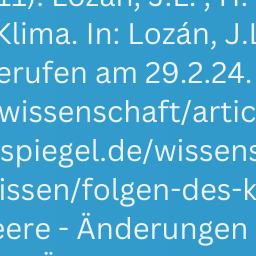 11). Lozán, J.L., H.
Klima. In: Lozán, J.L
erufen am 29.2.24.
wissenschaft/artic
spiegel.de/wissens
issen/folgen-des-k
eere - Änderungen